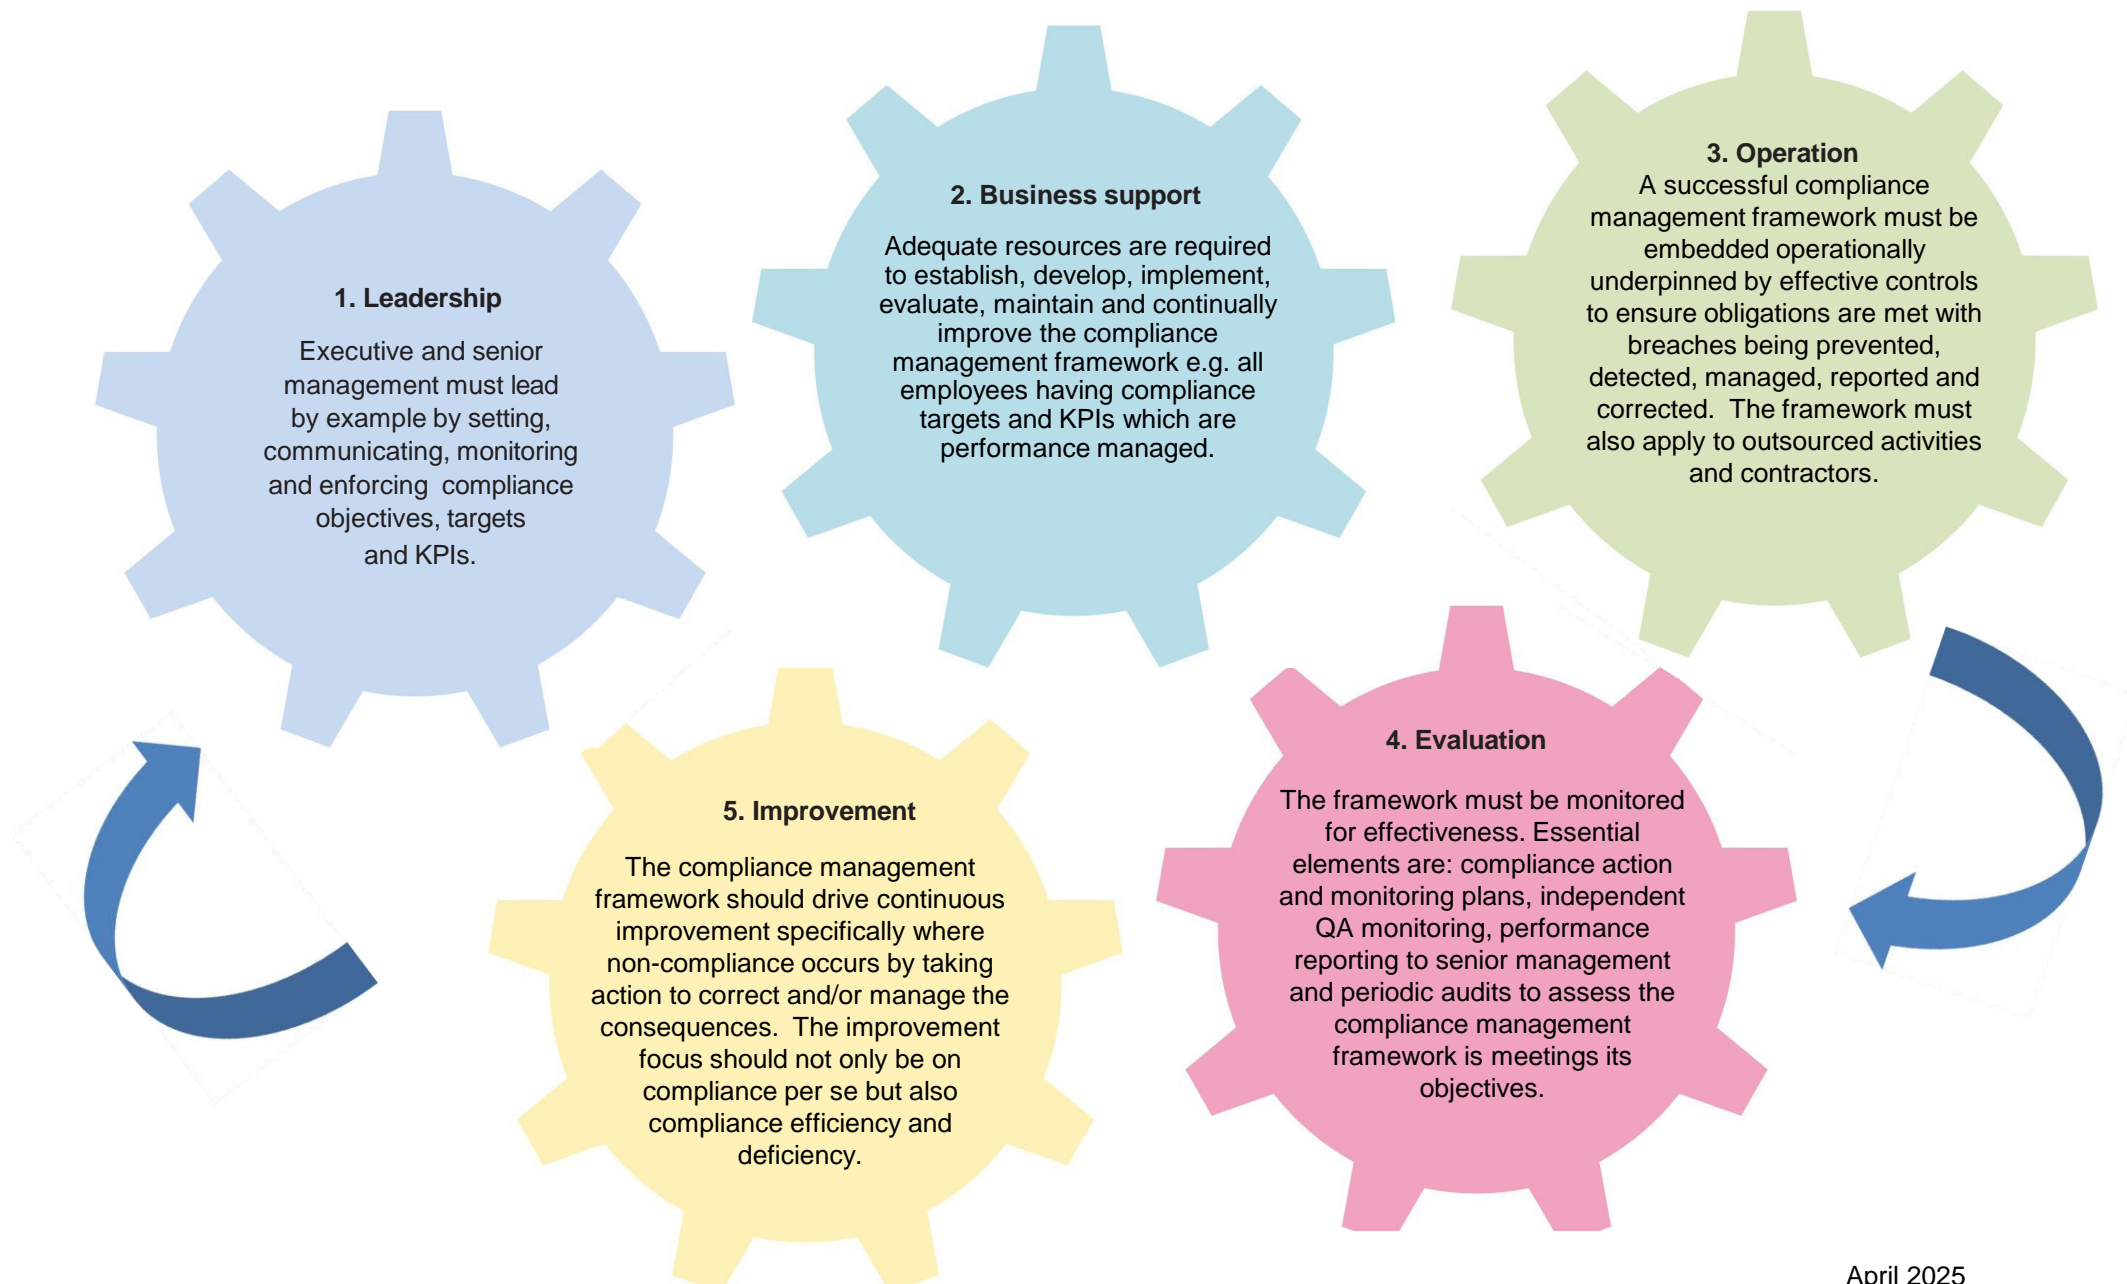 1. Leadership
Executive and senior
management must lead
by example by setting,
communicating, monitoring
and enforcing  compliance
objectives, targets
and KPIs.
2. Business support
Adequate resources are required
to establish, develop, implement,
evaluate, maintain and continually
improve the compliance
management framework e.g. all
employees having compliance
targets and KPIs which are
performance managed.
3. Operation
A successful compliance
management framework must be
embedded operationally
underpinned by effective controls
to ensure obligations are met with
breaches being prevented,
detected, managed, reported and
corrected.  The framework must
also apply to outsourced activities
and contractors.
4. Evaluation
The framework must be monitored
for effectiveness. Essential
elements are: compliance action
and monitoring plans, independent
QA monitoring, performance
reporting to senior management
and periodic audits to assess the
compliance management
framework is meetings its
objectives.
5. Improvement
The compliance management
framework should drive continuous
improvement specifically where
non-compliance occurs by taking
action to correct and/or manage the
consequences.  The improvement
focus should not only be on
compliance per se but also
compliance efficiency and
deficiency.
April 2025